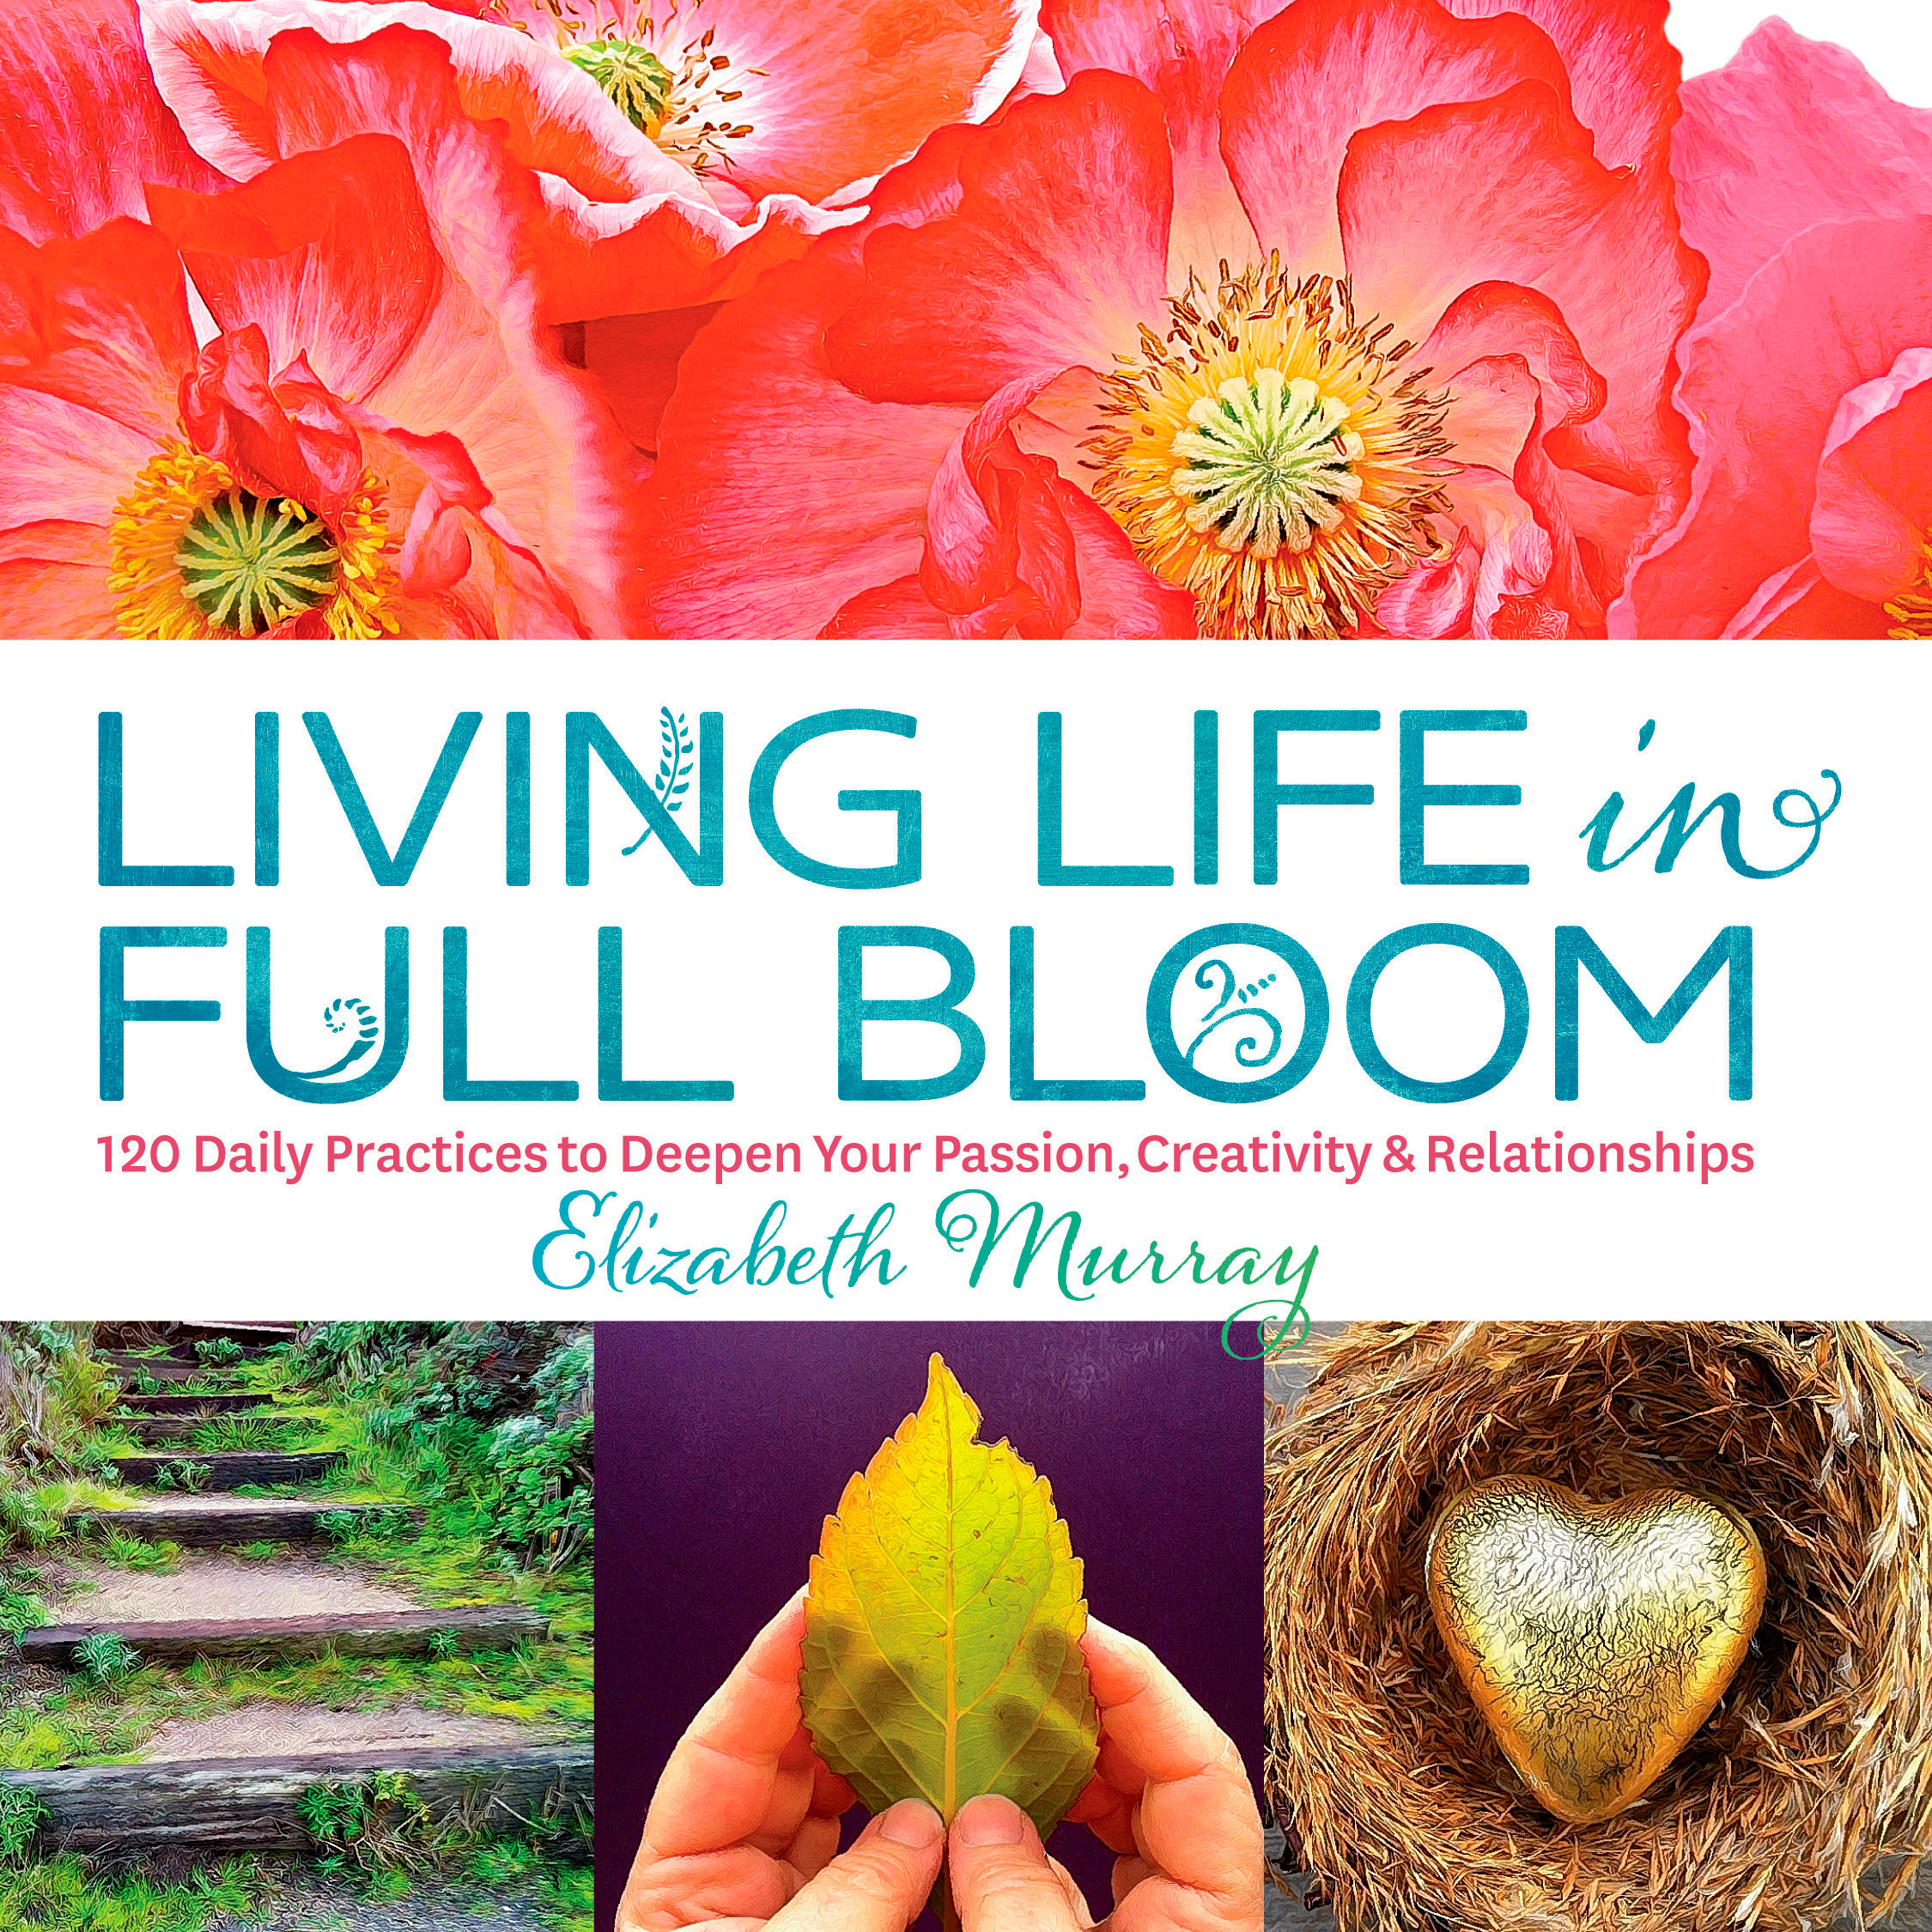 LIVING LIFE in
FULL BLOOM
120 Daily Practices to Deepen Your Passion, Creativity & Relationships
Elizabeth Murray